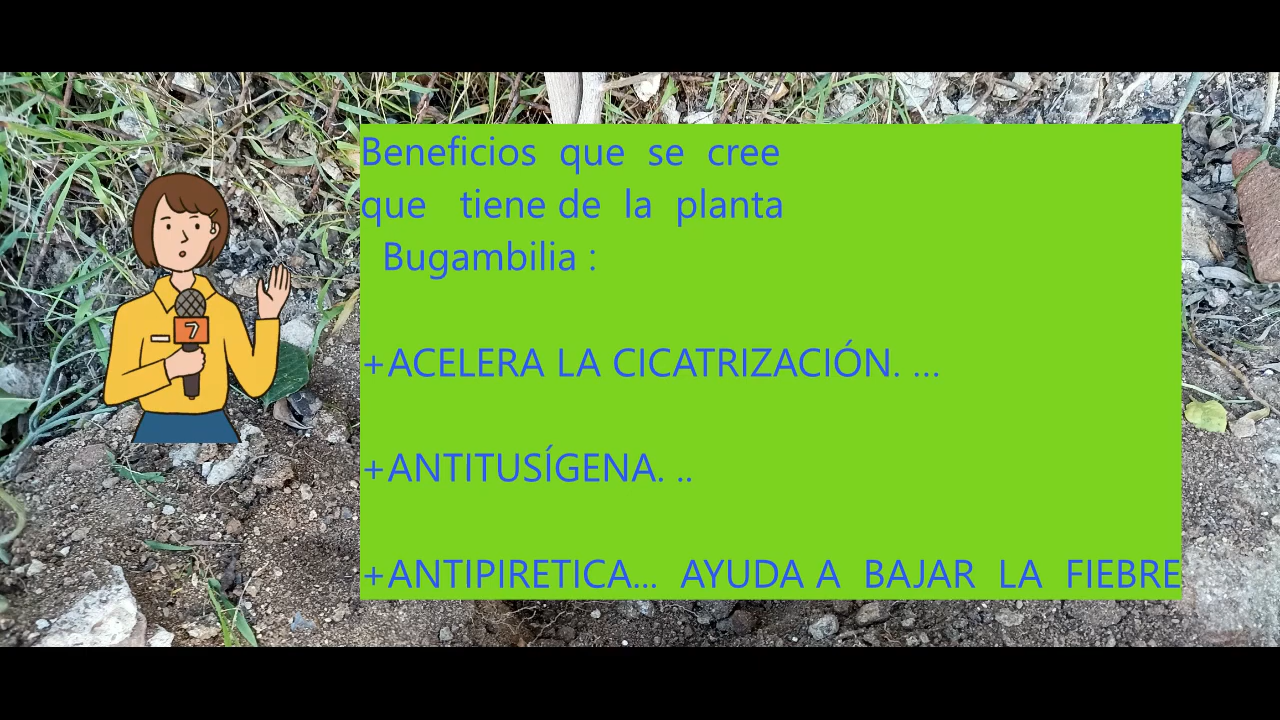 Beneficios que se cree
que tiene de la planta
Bugambilia :
+ACELERA LA CICATRIZACIÓN. ...
+ANTITUSÍGENA. ..
+ANTIPIRETICA... AYUDA A BAJAR LA FIEBRE
7